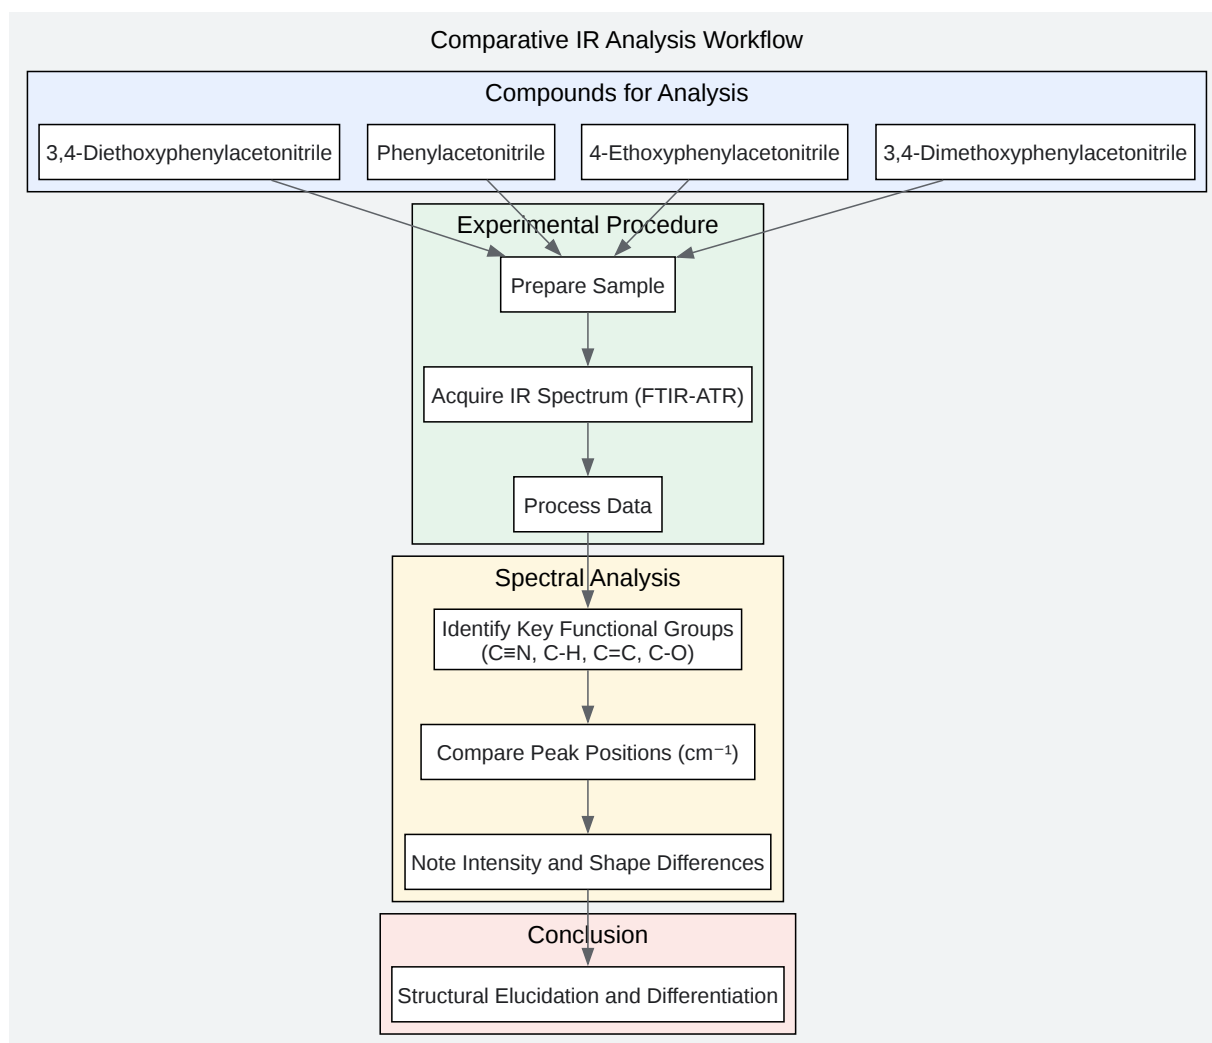 Comparative IR Analysis Workflow
Compounds for Analysis
3,4-Diethoxyphenylacetonitrile
Phenylacetonitrile
4-Ethoxyphenylacetonitrile
3,4-Dimethoxyphenylacetonitrile
Experimental Procedure
Prepare Sample
Acquire IR Spectrum (FTIR-ATR)
Process Data
Spectral Analysis
Identify Key Functional Groups
(C≡N, C-H, C=C, C-O)
Compare Peak Positions (cm⁻¹)
Note Intensity and Shape Differences
Conclusion
Structural Elucidation and Differentiation